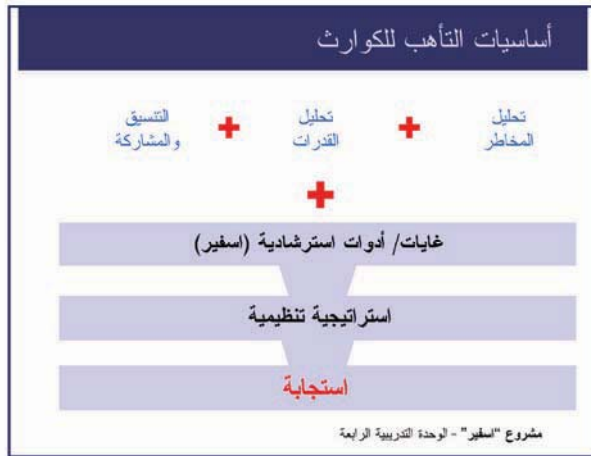 أساسيات التأهب للكوارث
تحليل
المخاطر
+
تحليل
القدرات
+
التنسيق
والمشاركة
+
غايات/ أدوات استرشادية (اسفير)
استراتيجية تنظيمية
استجابة
مشروع "اسفير" - الوحدة التدريبية الرابعة